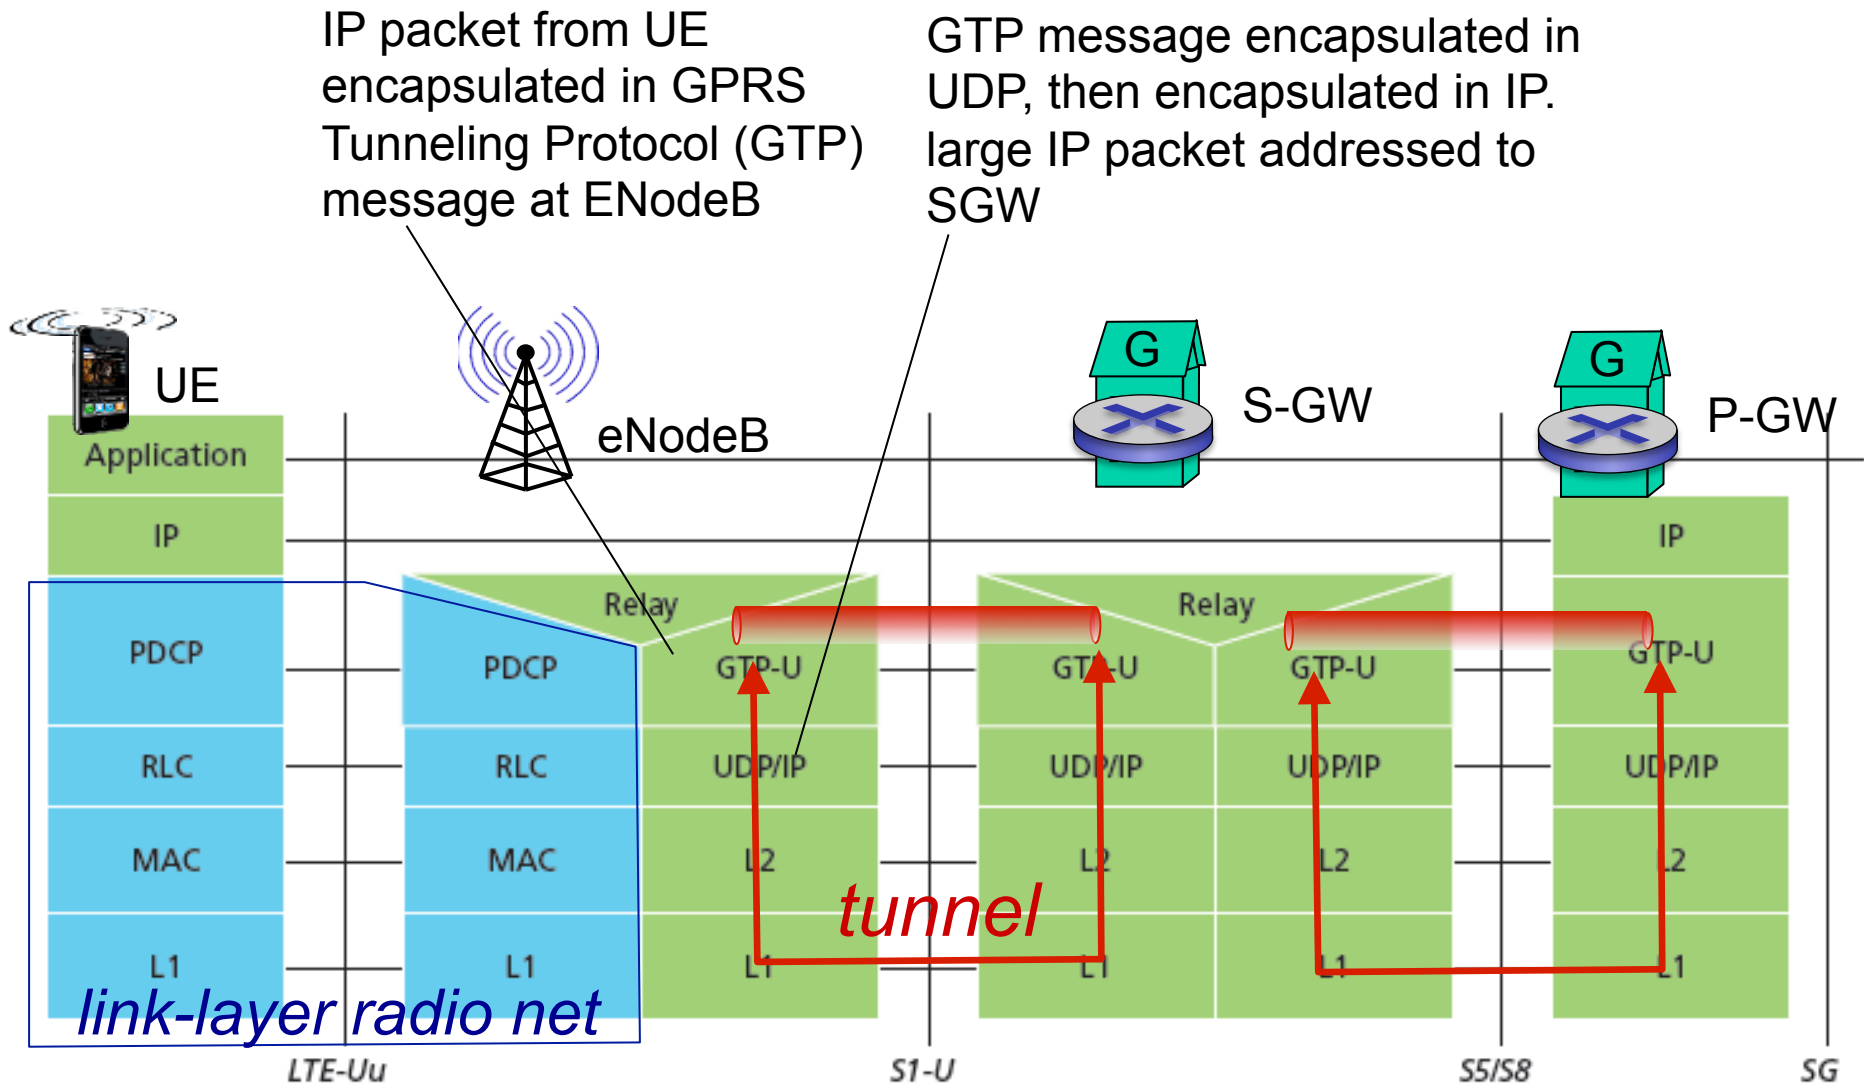 IP packet from UE
encapsulated in GPRS
Tunneling Protocol (GTP)
message at ENodeB
GTP message encapsulated in
UDP, then encapsulated in IP.
large IP packet addressed to
SGW
UE
eNodeB
G
S-GW
G
P-GW
Application
IP
IP
Relay
Relay
PDCP
PDCP
GTP-U
GTP-U
GTP-U
GTP-U
RLC
RLC
UDP/IP
UDP/IP
UDP/IP
UDP/IP
MAC
MAC
L2
L2
L2
L2
tunnel
L1
L1
L1
L1
L1
L1
link-layer radio net
LTE-Uu
S1-U
S5/S8
SG